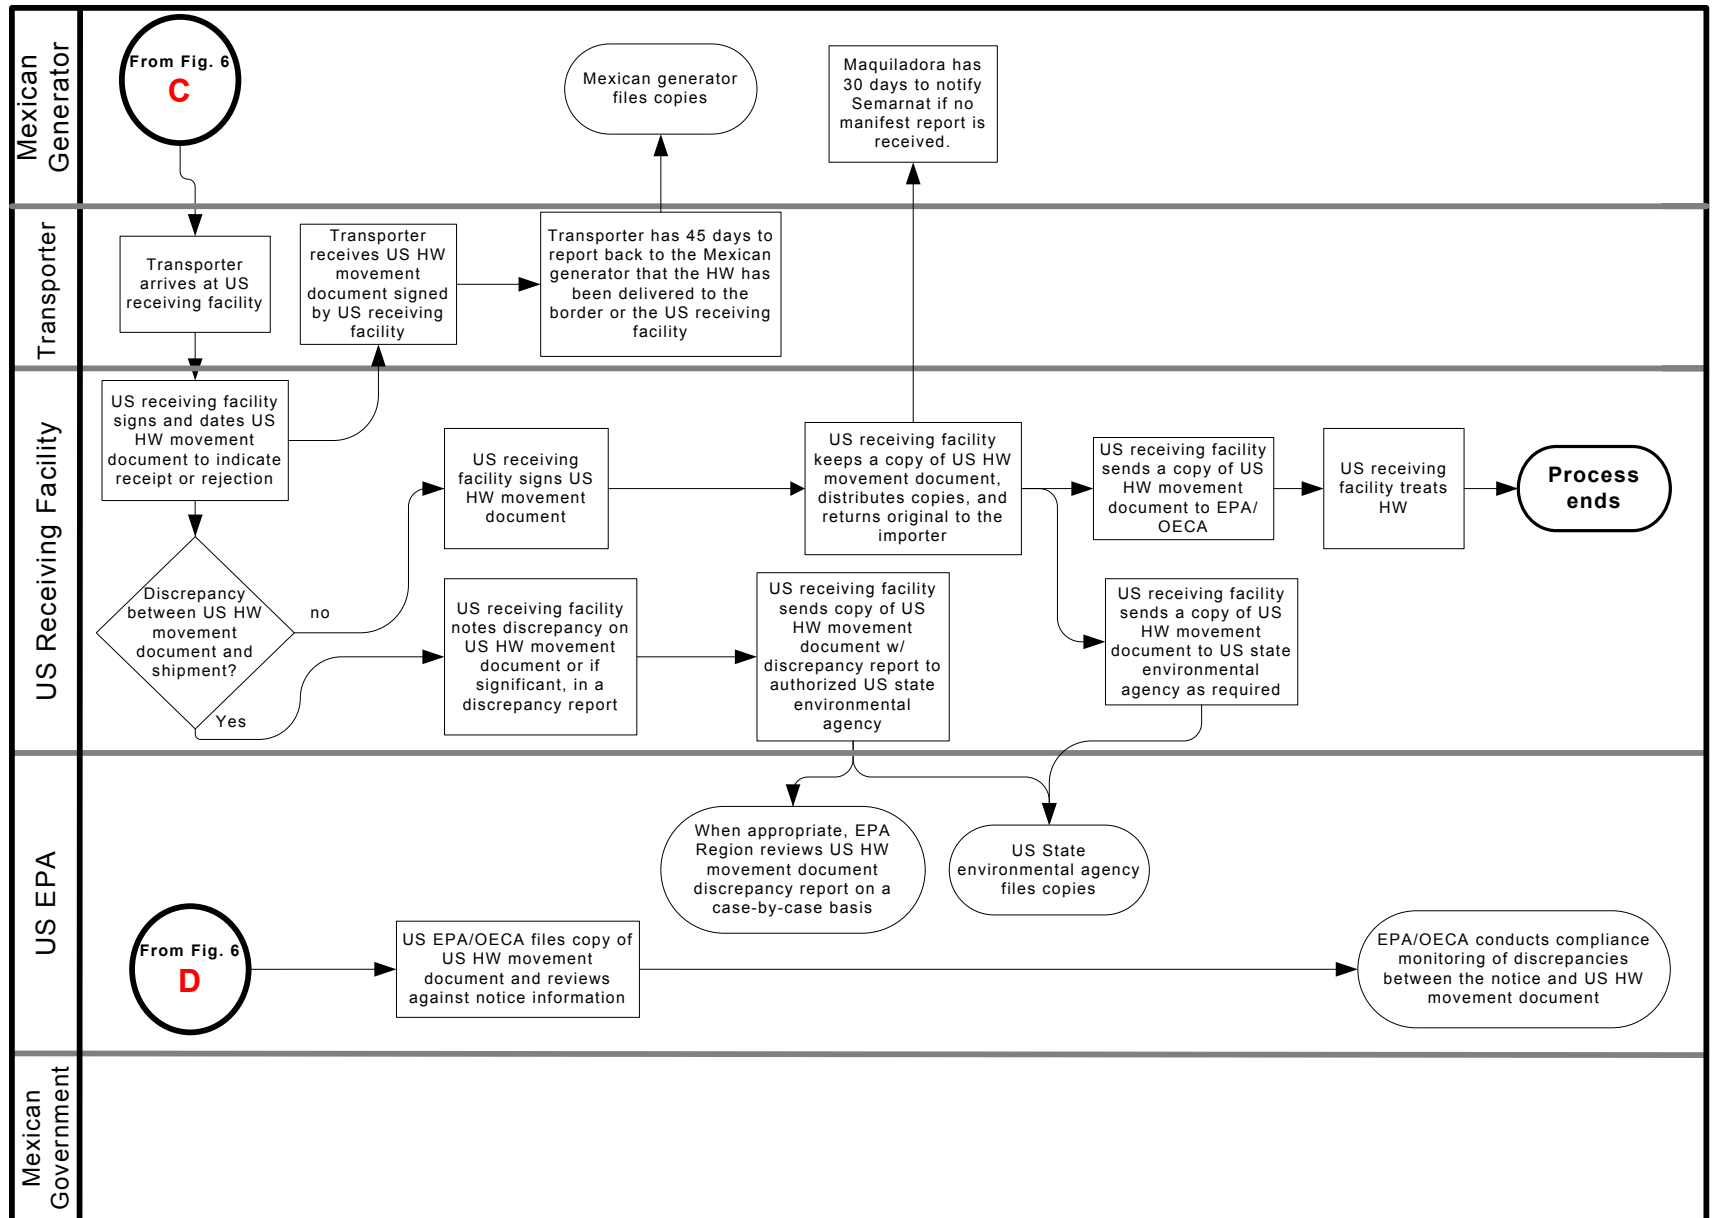 Mexican
Generator
From Fig. 6
C
Mexican generator
files copies
Maquiladora has
30 days to notify
Semarnat if no
manifest report is
received.
Transporter
Transporter
arrives at US
receiving facility
Transporter
receives US HW
movement
document signed
by US receiving
facility
Transporter has 45 days to
report back to the Mexican
generator that the HW has
been delivered to the
border or the US receiving
facility
US Receiving Facility
US receiving facility
signs and dates US
HW movement
document to indicate
receipt or rejection
US receiving
facility signs US
HW movement
document
US receiving facility
keeps a copy of US HW
movement document,
distributes copies, and
returns original to the
importer
US receiving facility
sends a copy of US
HW movement
document to EPA/
OECA
US receiving
facility treats
HW
Process
ends
Discrepancy
between US HW
movement
document and
shipment?
no
Yes
US receiving facility
notes discrepancy on
US HW movement
document or if
significant, in a
discrepancy report
US receiving facility
sends copy of US
HW movement
document w/
discrepancy report to
authorized US state
environmental
agency
US receiving facility
sends a copy of US
HW movement
document to US state
environmental
agency as required
US EPA
When appropriate, EPA
Region reviews US HW
movement document
discrepancy report on a
case-by-case basis
US State
environmental agency
files copies
From Fig. 6
D
US EPA/OECA files copy of
US HW movement
document and reviews
against notice information
EPA/OECA conducts compliance
monitoring of discrepancies
between the notice and US HW
movement document
Mexican
Government